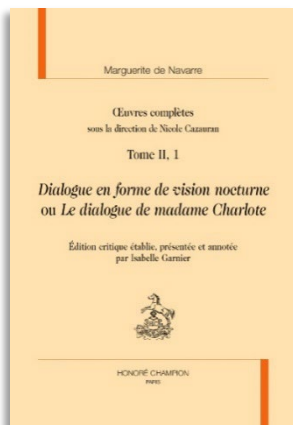 Marguerite de Navarre
Œuvres complètes
sous la direction de Nicole Cazauran
Tome II, 1
Dialogue en forme de vision nocturne
ou Le dialogue de madame Charlote
Édition critique établie, présentée et annotée
par Isabelle Garnier
HONORÉ CHAMPION
PARIS